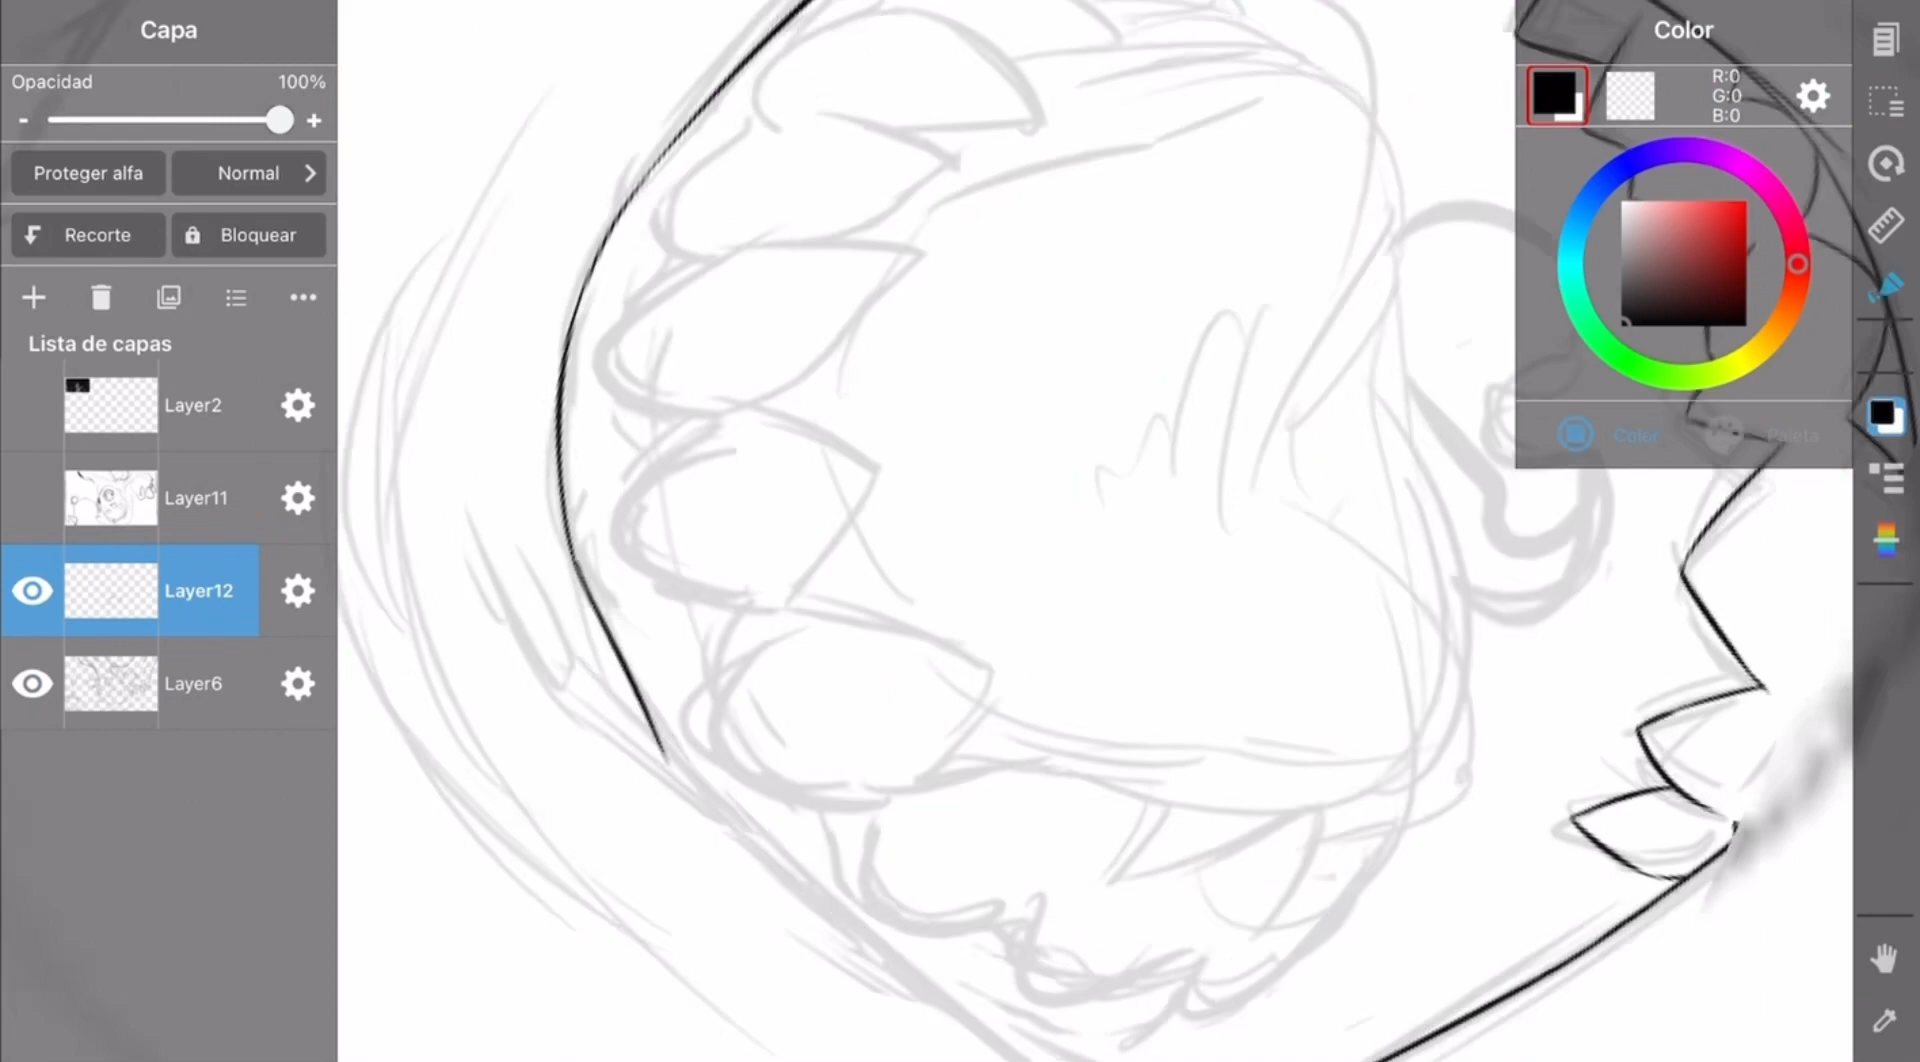 Capa
Opacidad 100%
- +
Proteger alfa Normal
Recorte Bloquear
Lista de capas
Layer2
Layer11
Layer12
Layer6
Color
R:0
G:0
B:0
Color Paleta